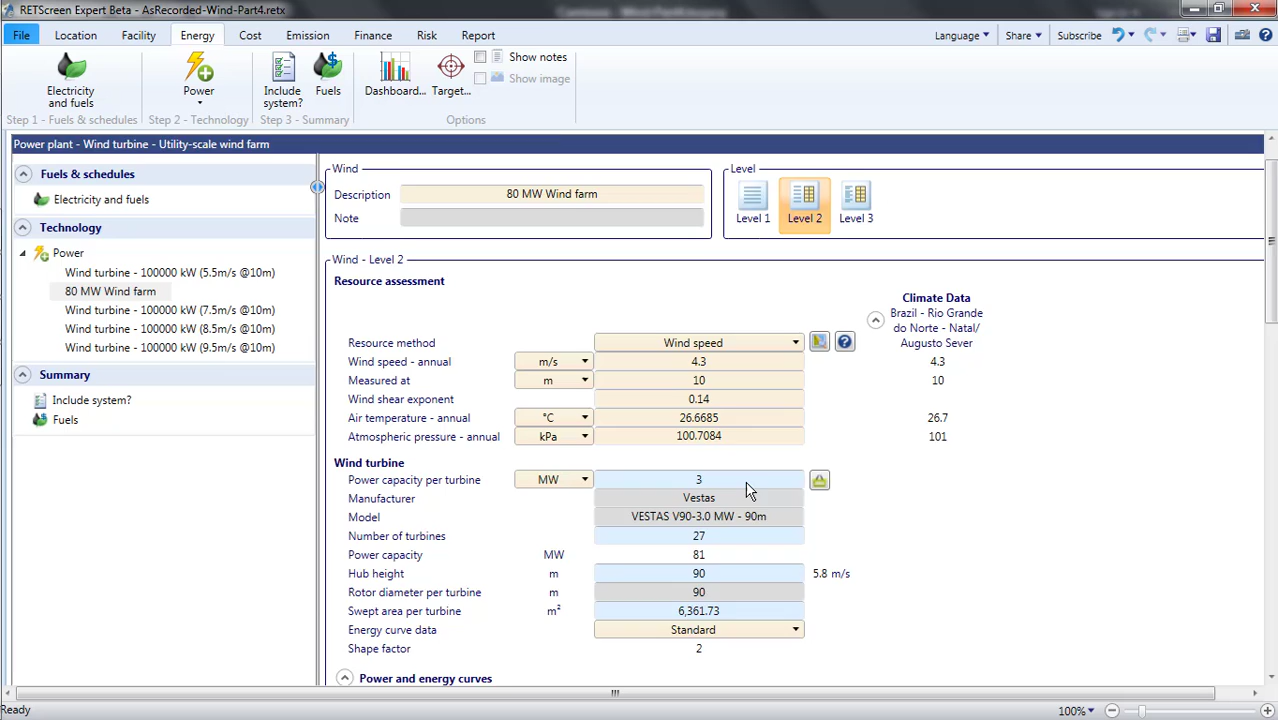 RETScreen Expert Beta - AsRecorded-Wind-Part4.retx
File Location Facility Energy Cost Emission Finance Risk Report Language Share Subscribe
Electricity and fuels
Power
Include system?
Fuels
Dashboard...
Target...
Show notes
Show image
Step 1 - Fuels & schedules
Step 2 - Technology
Step 3 - Summary
Options
Power plant - Wind turbine - Utility-scale wind farm
Fuels & schedules
Electricity and fuels
Technology
Power
Wind turbine - 100000 kW (5.5m/s @10m)
80 MW Wind farm
Wind turbine - 100000 kW (7.5m/s @10m)
Wind turbine - 100000 kW (8.5m/s @10m)
Wind turbine - 100000 kW (9.5m/s @10m)
Summary
Include system?
Fuels
Wind
Description 80 MW Wind farm
Note
Level
Level 1 Level 2 Level 3
Wind - Level 2
Resource assessment
Climate Data
Brazil - Rio Grande
do Norte - Natal/
Augusto Sever
Resource method Wind speed
Wind speed - annual m/s 4.3 4.3
Measured at m 10 10
Wind shear exponent 0.14
Air temperature - annual °C 26.6685 26.7
Atmospheric pressure - annual kPa 100.7084 101
Wind turbine
Power capacity per turbine MW 3
Manufacturer Vestas
Model VESTAS V90-3.0 MW - 90m
Number of turbines 27
Power capacity MW 81
Hub height m 90 5.8 m/s
Rotor diameter per turbine m 90
Swept area per turbine m² 6,361.73
Energy curve data Standard
Shape factor 2
Power and energy curves
Ready
100%